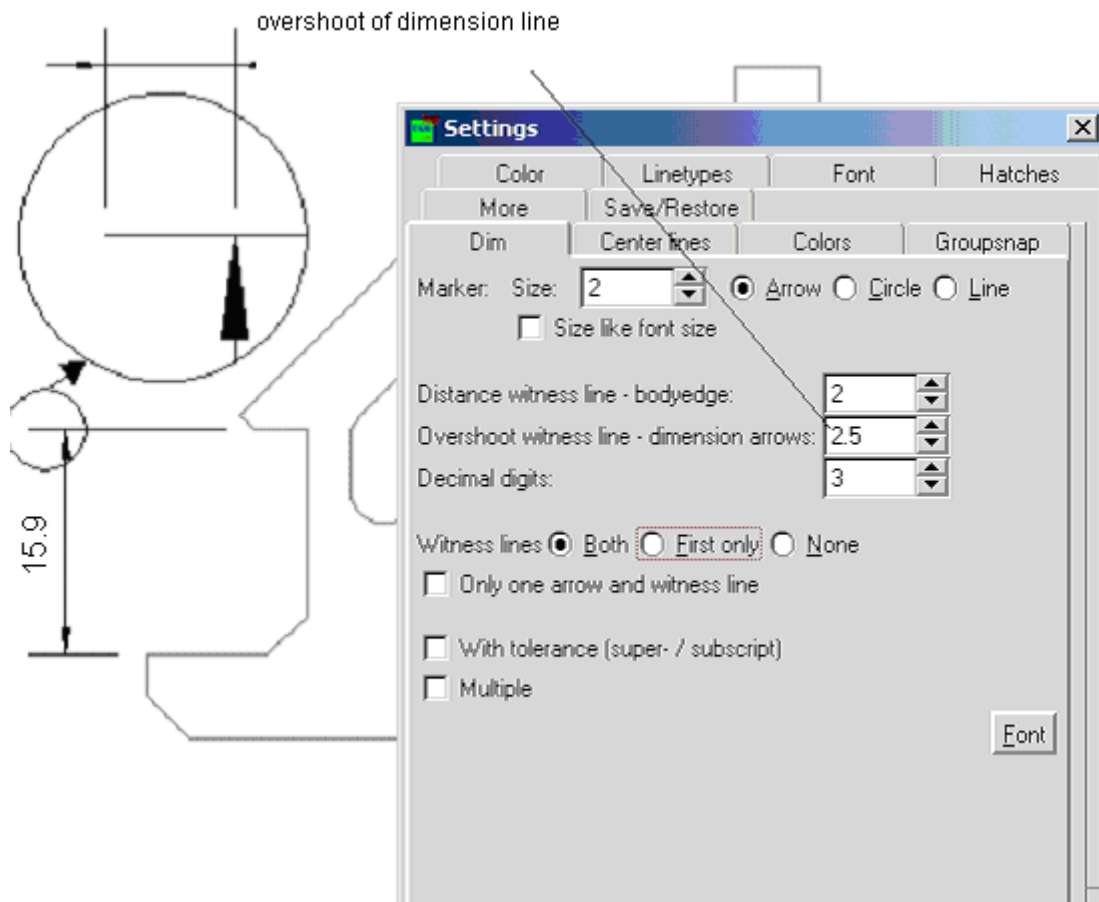 overshoot of dimension line
Settings
Color Linetypes Font Hatches
More Save/Restore
Dim Center lines Colors Groupsnap
Marker: Size: 2 Arrow Circle Line
Size like font size
Distance witness line - bodyedge: 2
Overshoot witness line - dimension arrows: 2.5
Decimal digits: 3
15.9
Witness lines Both First only None
Only one arrow and witness line
With tolerance (super- / subscript)
Multiple
Font